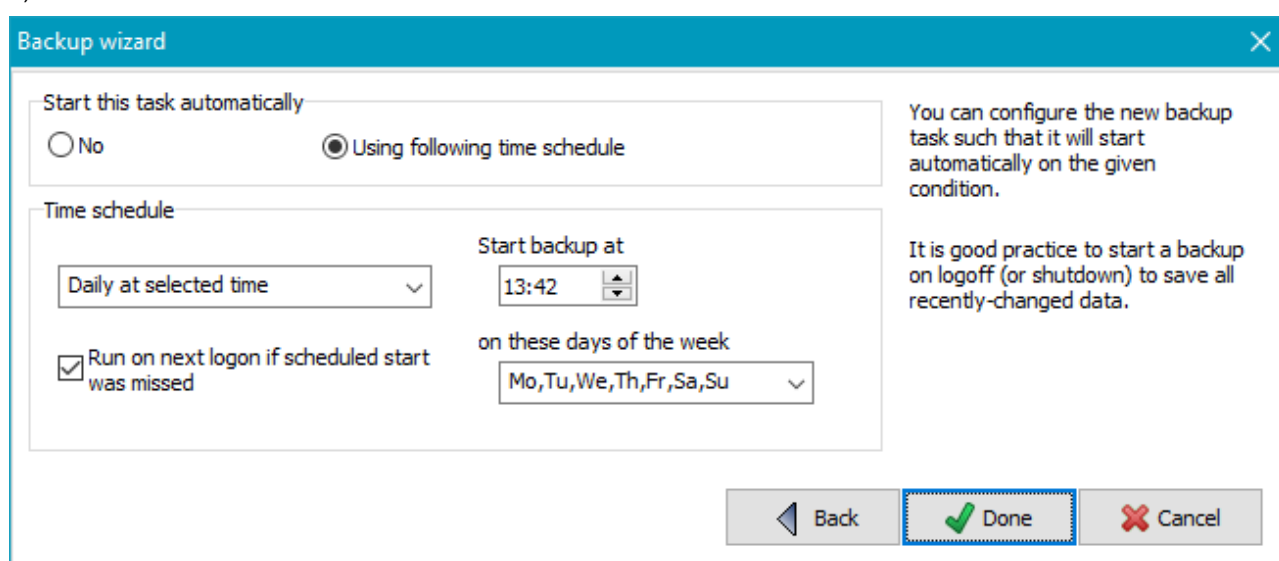 Backup wizard
Start this task automatically
No
Using following time schedule
You can configure the new backup
task such that it will start
automatically on the given
condition.
It is good practice to start a backup
on logoff (or shutdown) to save all
recently-changed data.
Time schedule
Daily at selected time
Start backup at
13:42
Run on next logon if scheduled start
was missed
on these days of the week
Mo,Tu,We,Th,Fr,Sa,Su
Back
Done
Cancel